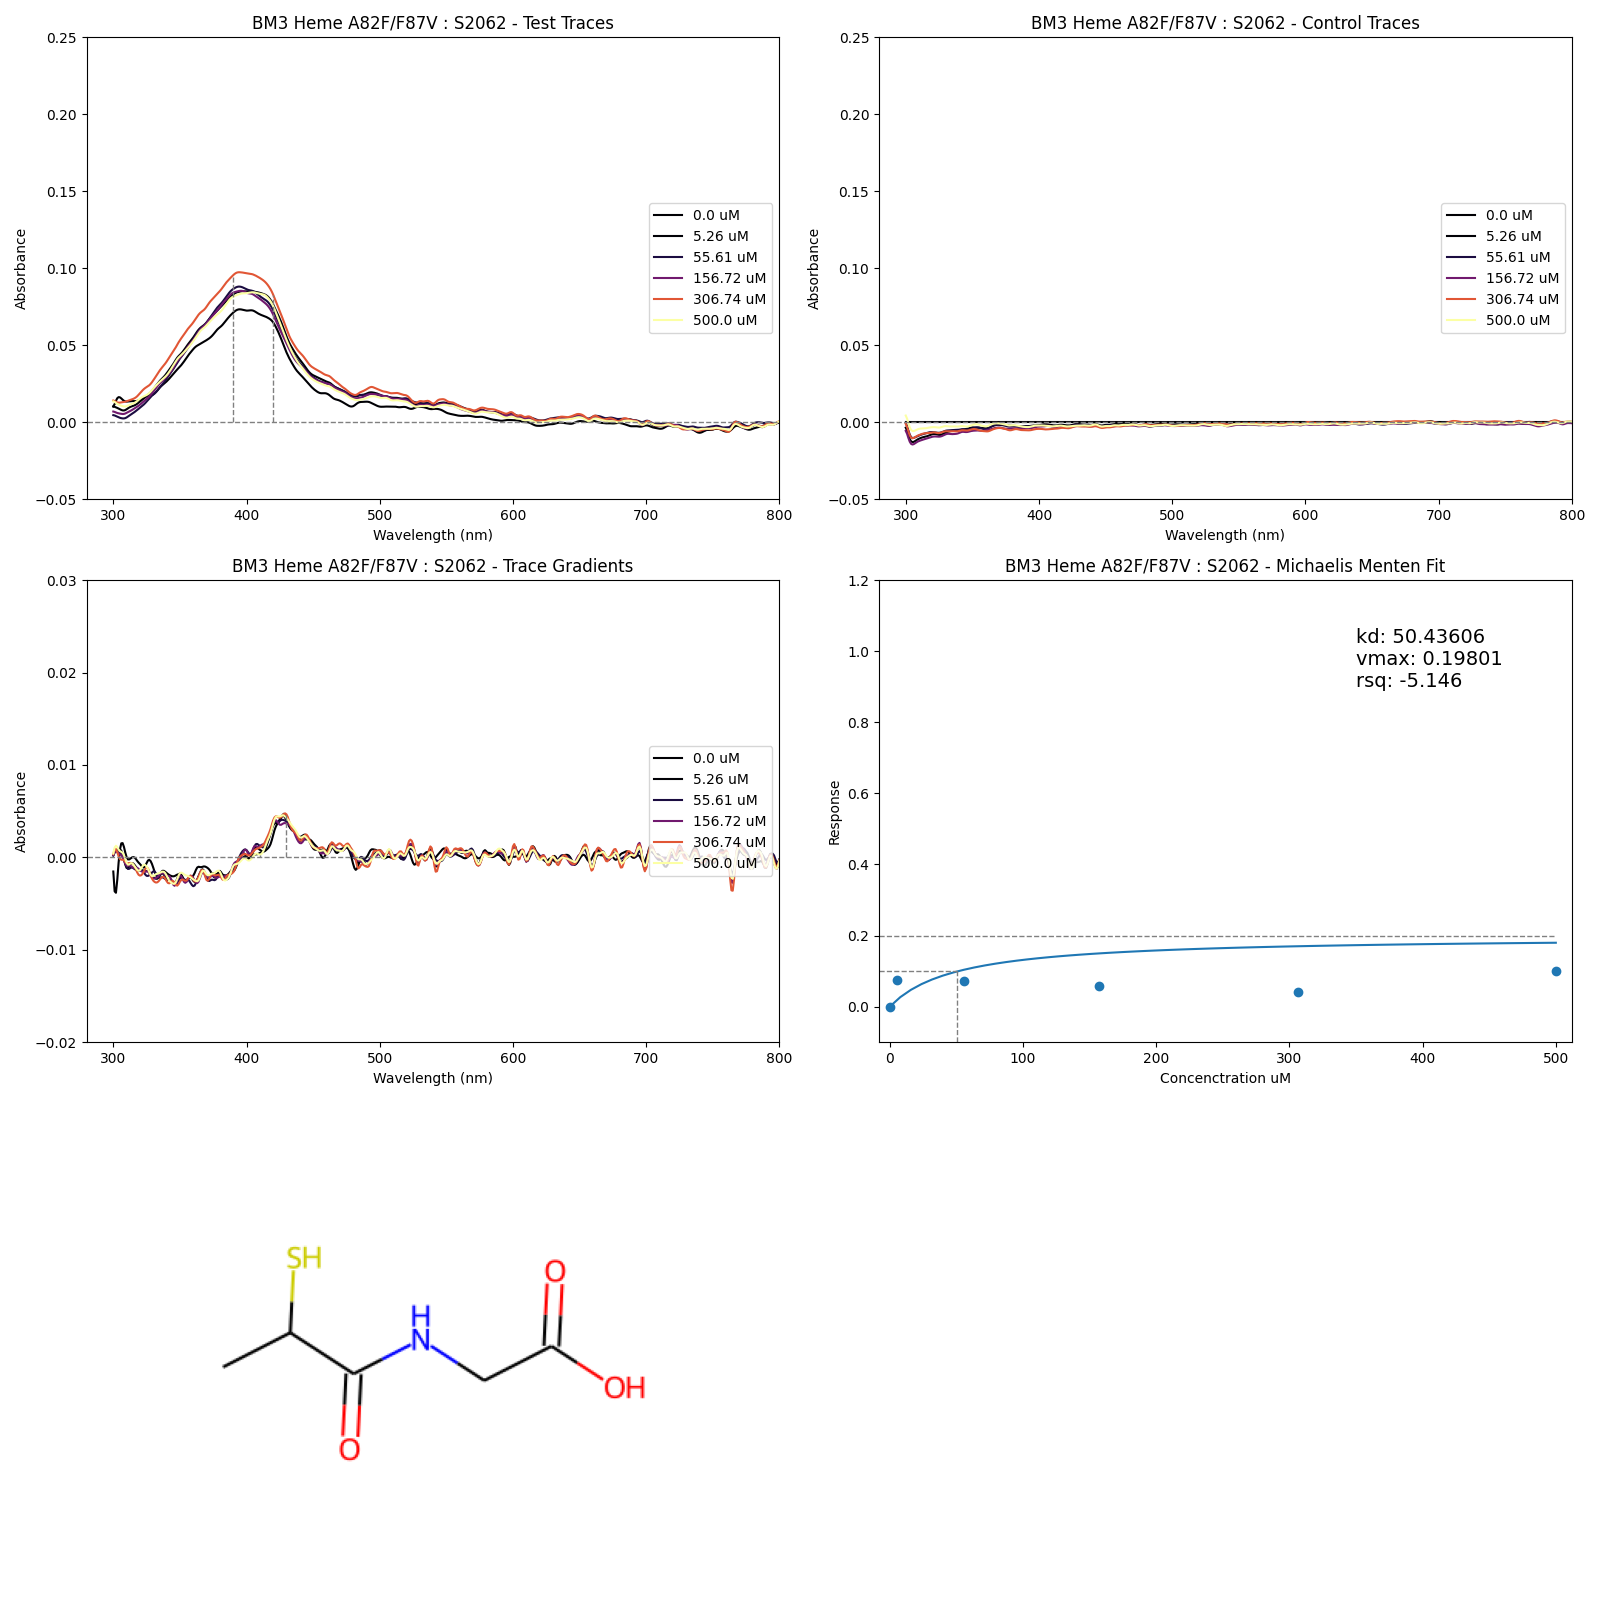 BM3 Heme A82F/F87V : S2062 - Test Traces
Absorbance
0.25
0.20
0.15
0.10
0.05
0.00
−0.05
300
400
500
600
700
800
Wavelength (nm)
0.0 uM
5.26 uM
55.61 uM
156.72 uM
306.74 uM
500.0 uM
BM3 Heme A82F/F87V : S2062 - Control Traces
Absorbance
0.25
0.20
0.15
0.10
0.05
0.00
−0.05
300
400
500
600
700
800
Wavelength (nm)
0.0 uM
5.26 uM
55.61 uM
156.72 uM
306.74 uM
500.0 uM
BM3 Heme A82F/F87V : S2062 - Trace Gradients
Absorbance
0.03
0.02
0.01
0.00
−0.01
−0.02
300
400
500
600
700
800
Wavelength (nm)
0.0 uM
5.26 uM
55.61 uM
156.72 uM
306.74 uM
500.0 uM
BM3 Heme A82F/F87V : S2062 - Michaelis Menten Fit
Response
1.2
1.0
0.8
0.6
0.4
0.2
0.0
0
100
200
300
400
500
Concenctration uM
kd: 50.43606
vmax: 0.19801
rsq: -5.146
SH
O
H
N
O
OH